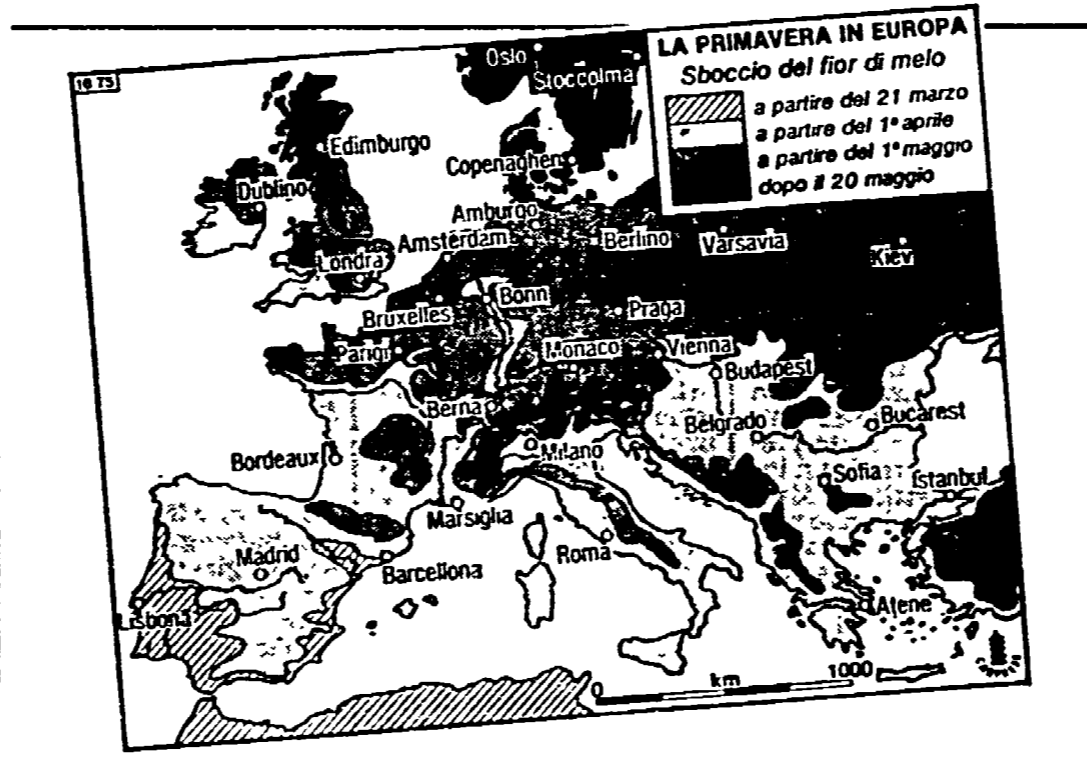 LA PRIMAVERA IN EUROPA
Sboccio del fior di melo
a partire del 21 marzo
a partire del 1° aprile
a partire del 1° maggio
dopo il 20 maggio
Oslo
Stoccolma
Edimburgo
Copenaghen
Dublino
Amburgo
Amsterdam
Berlino
Varsavia
Kiev
Londra
Bonn
Bruxelles
Praga
Parigi
Monaco
Vienna
Budapest
Berna
Belgrado
Bucarest
Bordeaux
Milano
Sofia
Istanbul
Marsiglia
Madrid
Roma
Barcellona
Lisbona
Atene
0 km 1000